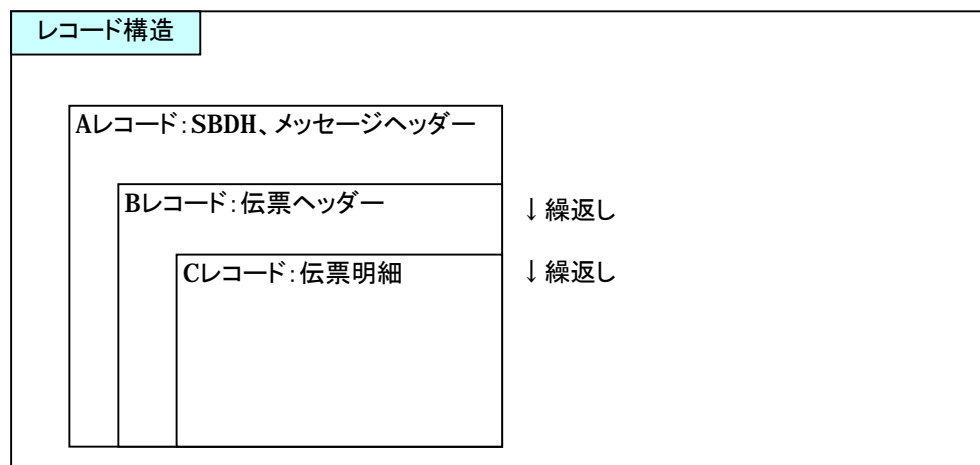 レコード構造
Aレコード：SBDH、メッセージヘッダー
Bレコード：伝票ヘッダー
↓繰返し
Cレコード：伝票明細
↓繰返し